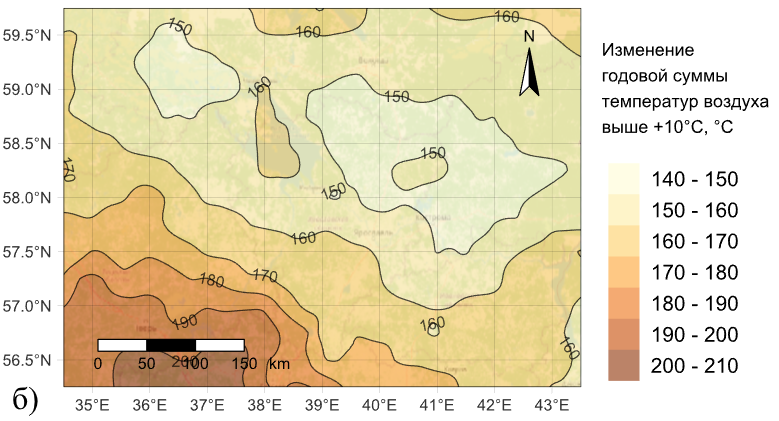 59.5°N
59.0°N
58.5°N
58.0°N
57.5°N
57.0°N
56.5°N
150
160
160
N
160
150
150
170
150
160
180
170
190
160
160
200
0 50 100 150 km
35°E 36°E 37°E 38°E 39°E 40°E 41°E 42°E 43°E
б)
Изменение
годовой суммы
температур воздуха
выше +10°C, °C
140 - 150
150 - 160
160 - 170
170 - 180
180 - 190
190 - 200
200 - 210